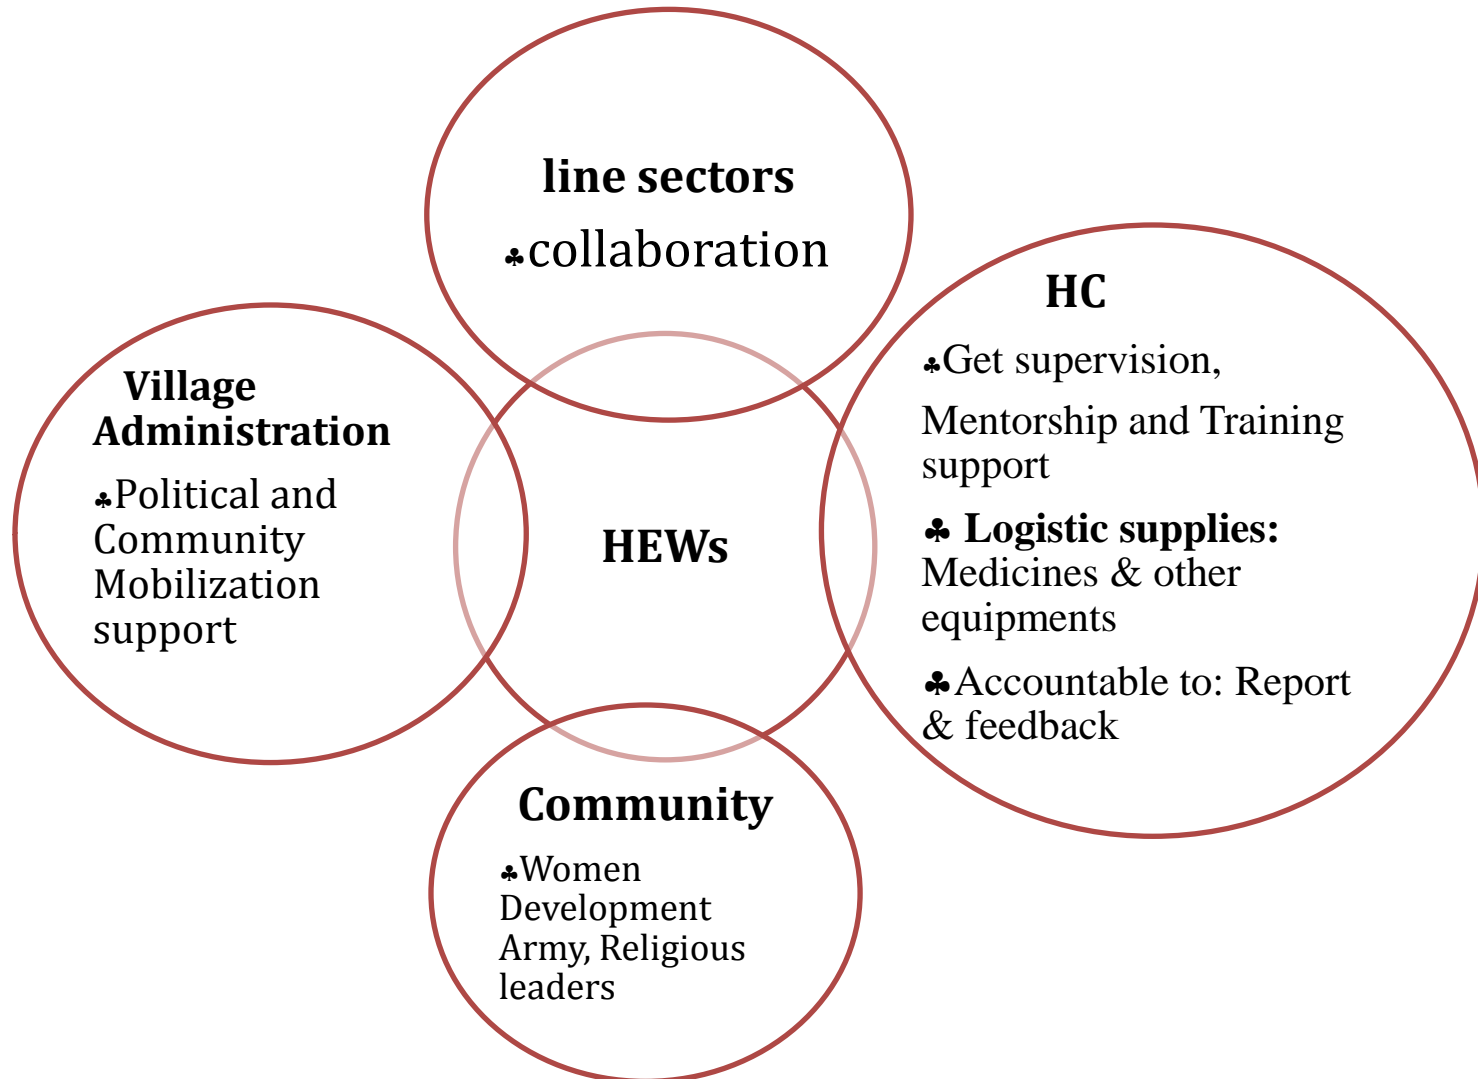 line sectors
♣collaboration
Village
Administration
♣Political and
Community
Mobilization
support
HEWs
HC
♣Get supervision,
Mentorship and Training
support
♣ Logistic supplies:
Medicines & other
equipments
♣Accountable to: Report
& feedback
Community
♣Women
Development
Army, Religious
leaders